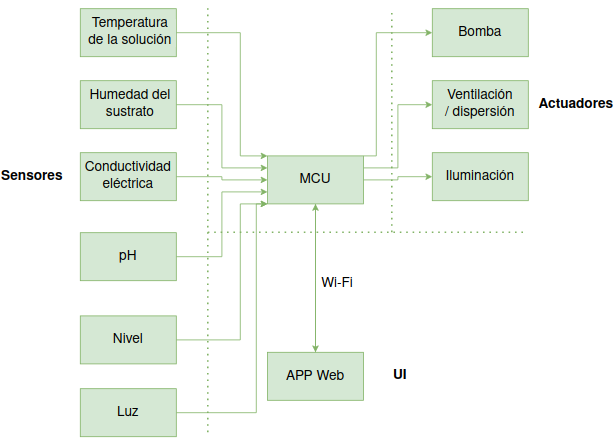 Temperatura
de la solución
Humedad del
sustrato
Sensores
Conductividad
eléctrica
pH
Nivel
Luz
MCU
Wi-Fi
APP Web
UI
Bomba
Ventilación
/ dispersión
Actuadores
Iluminación